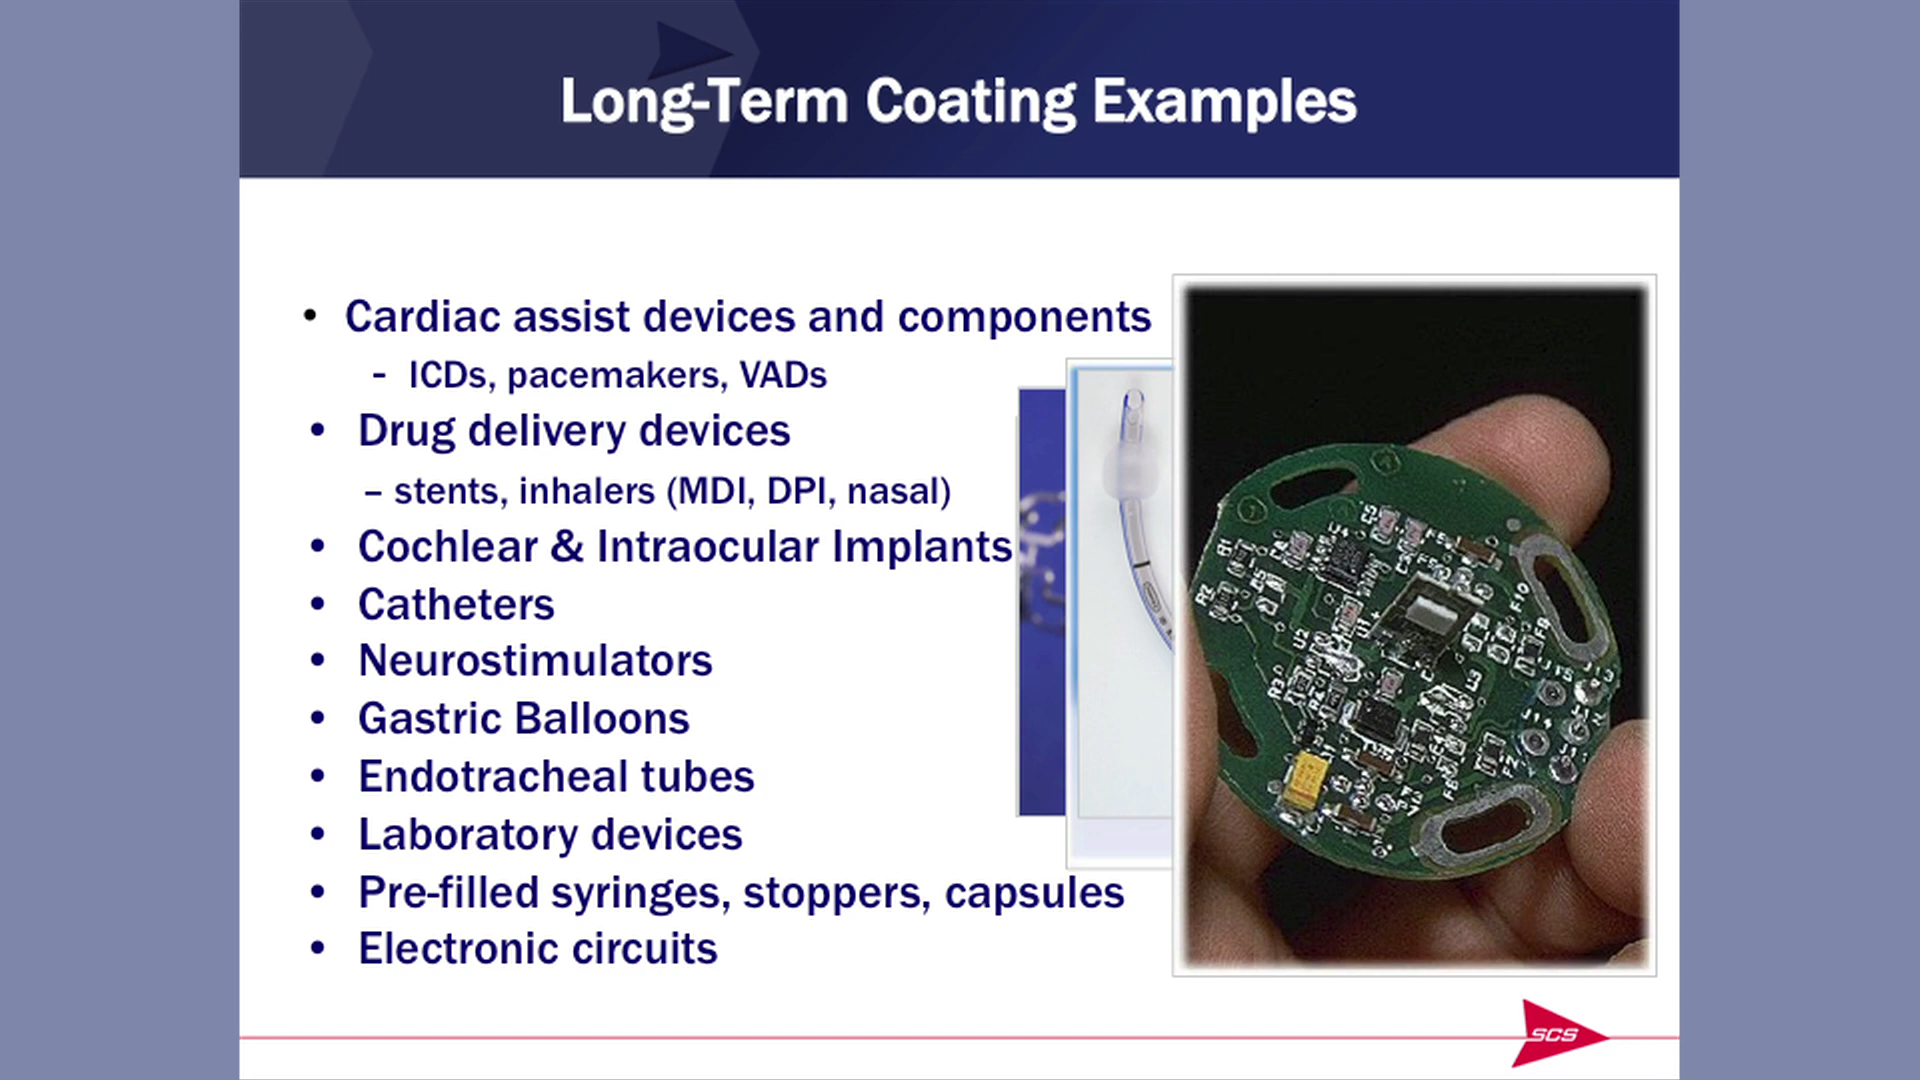 Long-Term Coating Examples
• Cardiac assist devices and components
- ICDs, pacemakers, VADs
• Drug delivery devices
– stents, inhalers (MDI, DPI, nasal)
• Cochlear & Intraocular Implants
• Catheters
• Neurostimulators
• Gastric Balloons
• Endotracheal tubes
• Laboratory devices
• Pre-filled syringes, stoppers, capsules
• Electronic circuits
SCS